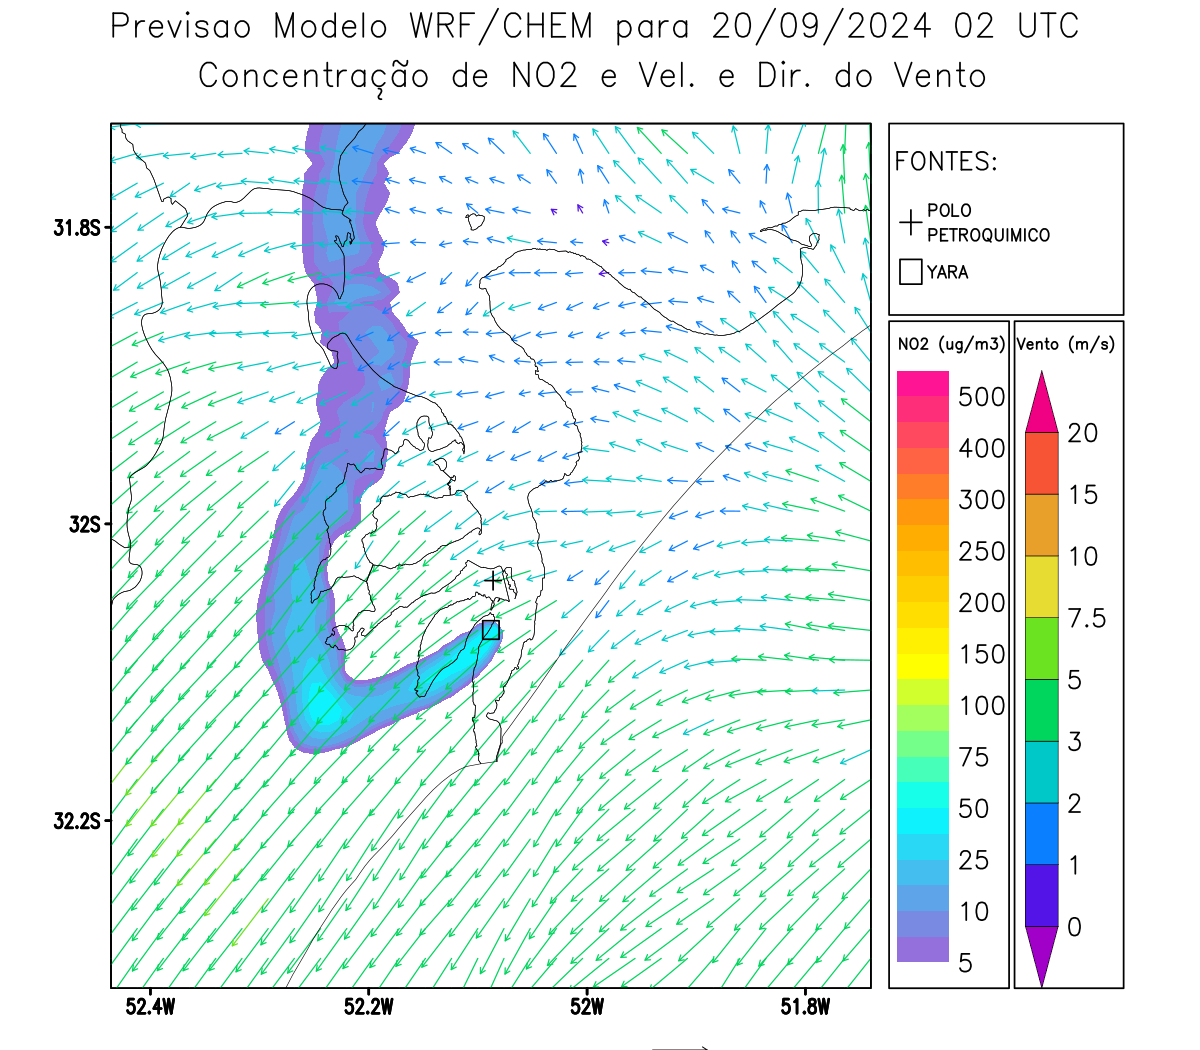 Previsao Modelo WRF/CHEM para 20/09/2024 02 UTC
Concentração de NO2 e Vel. e Dir. do Vento
FONTES:
POLO
PETROQUIMICO
YARA
NO2 (ug/m3)
500
400
300
250
200
150
100
75
50
25
10
5
Vento (m/s)
20
15
10
7.5
5
3
2
1
0
31.8S
32S
32.2S
52.4W
52.2W
52W
51.8W